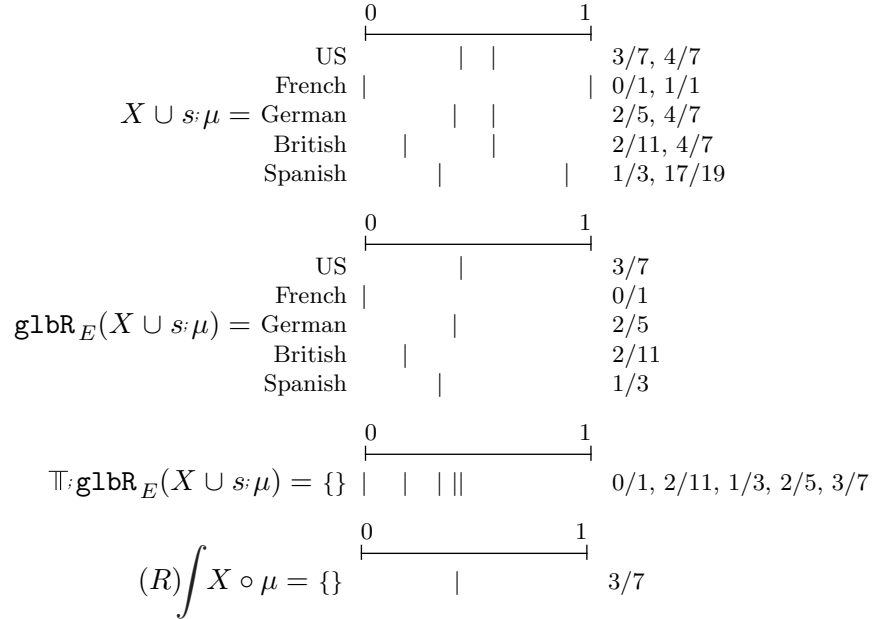 0 1
US 3/7, 4/7
French 0/1, 1/1
X ∪ s;μ = German 2/5, 4/7
British 2/11, 4/7
Spanish 1/3, 17/19
0 1
US 3/7
French 0/1
glbR_E(X ∪ s;μ) = German 2/5
British 2/11
Spanish 1/3
0 1
𝕋;glbR_E(X ∪ s;μ) = {} 0/1, 2/11, 1/3, 2/5, 3/7
0 1
(R)∫X ∘ μ = {} 3/7